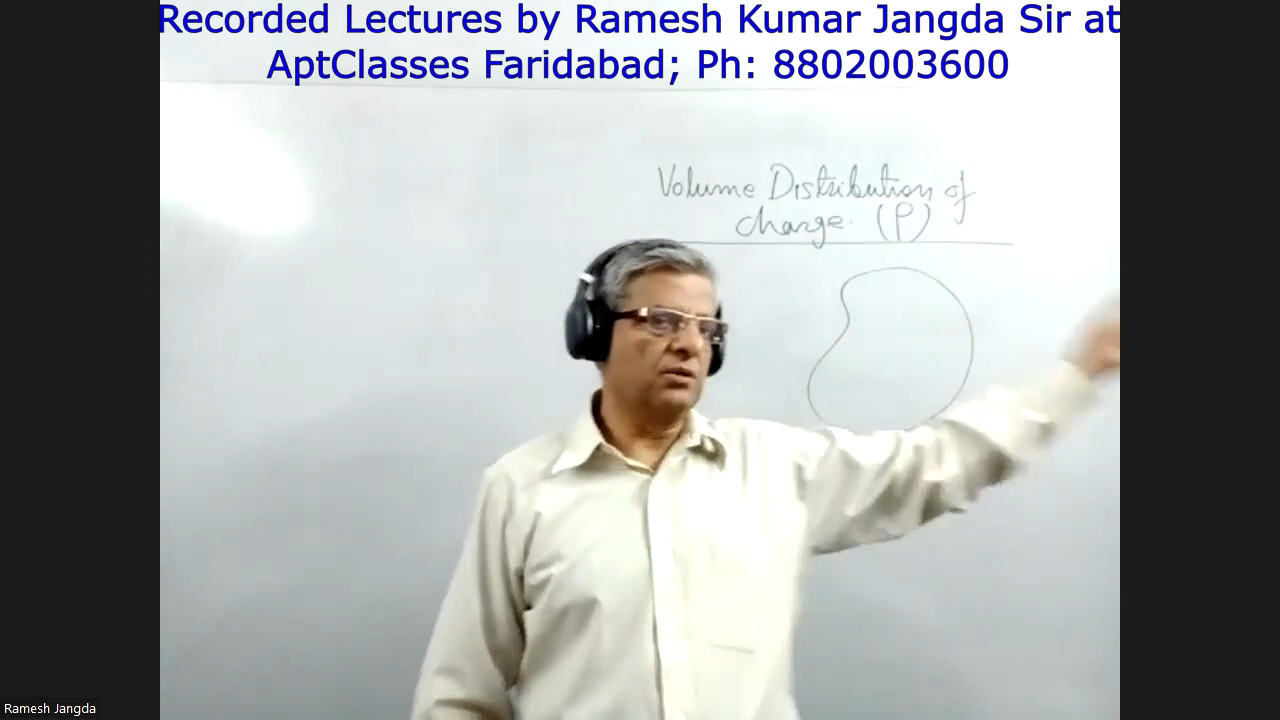 Recorded Lectures by Ramesh Kumar Jangda Sir at
AptClasses Faridabad; Ph: 8802003600
Volume Distribution of
charge. (ρ)
Ramesh Jangda